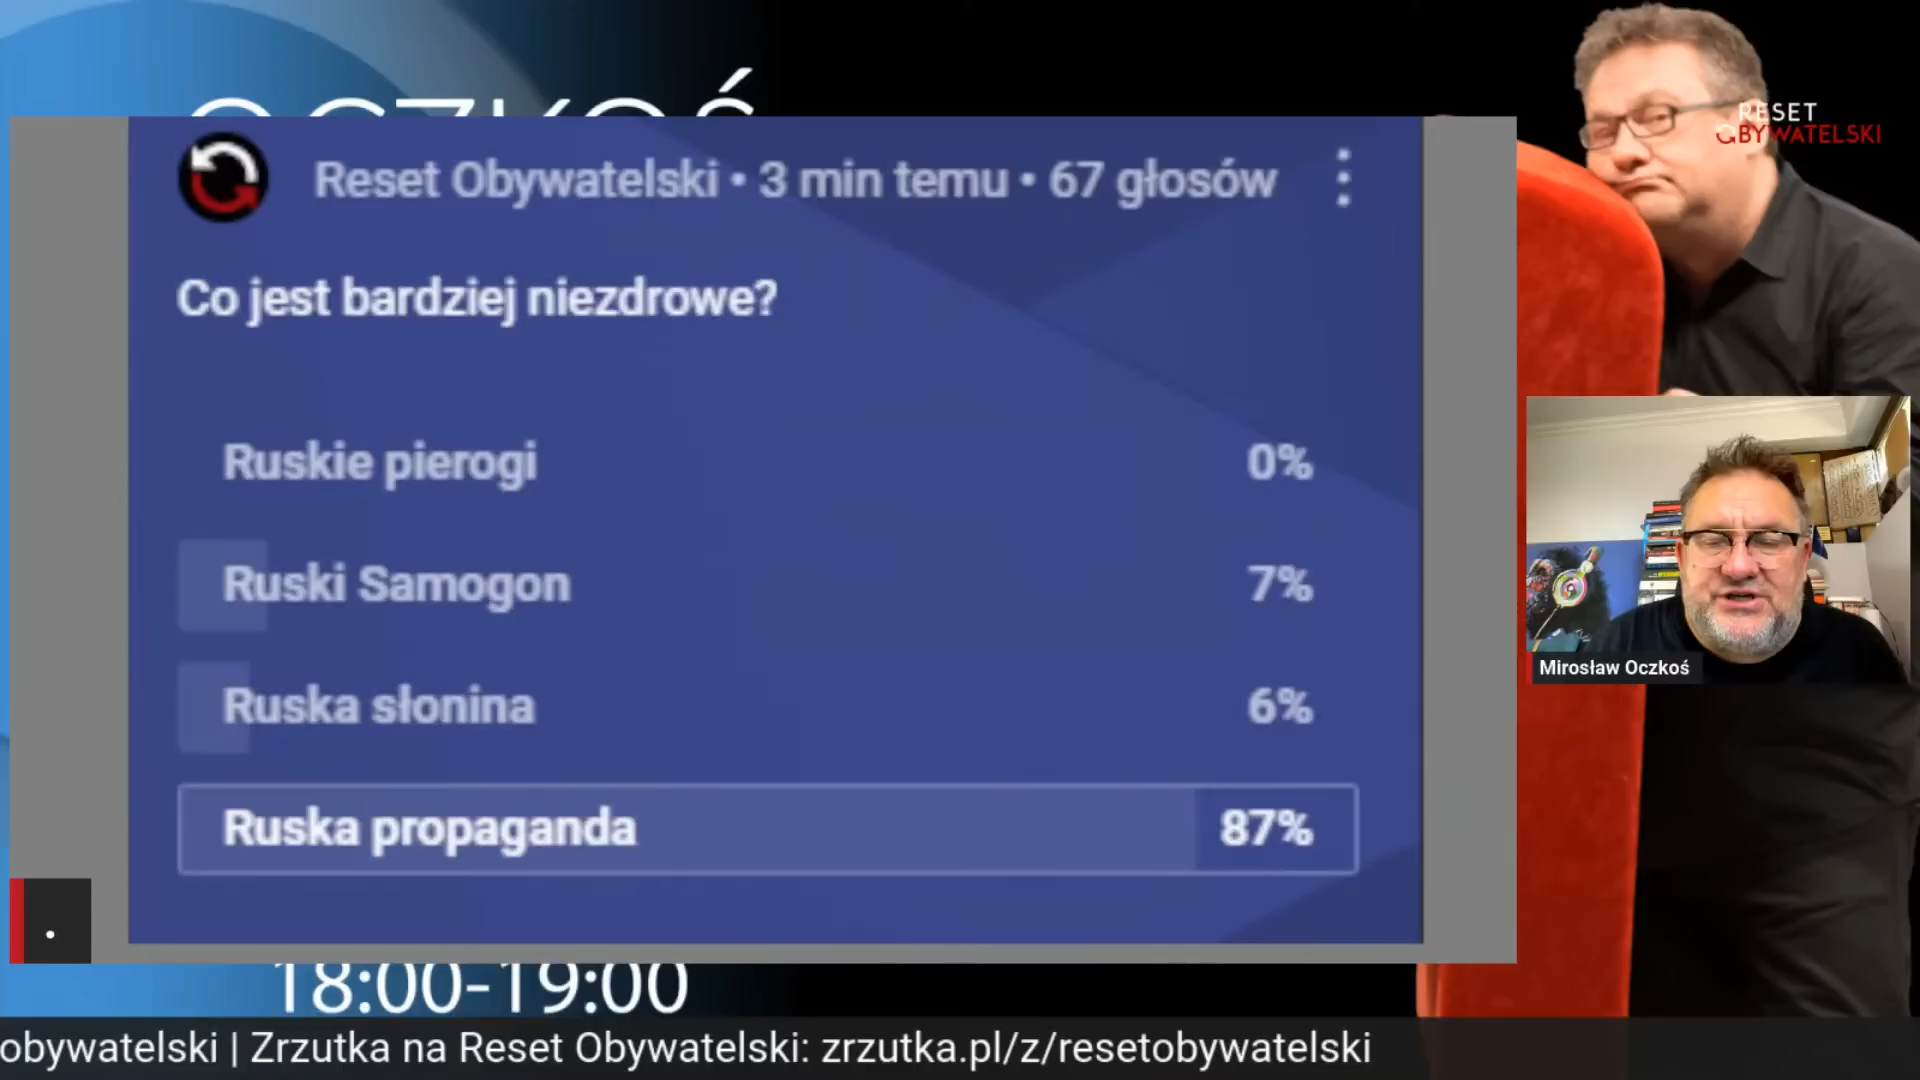 OCZKOŚ
RESET
OBYWATELSKI
Reset Obywatelski • 3 min temu • 67 głosów
Co jest bardziej niezdrowe?
Ruskie pierogi 0%
Ruski Samogon 7%
Ruska słonina 6%
Ruska propaganda 87%
Mirosław Oczkoś
.
18:00-19:00
obywatelski | Zrzutka na Reset Obywatelski: zrzutka.pl/z/resetobywatelski